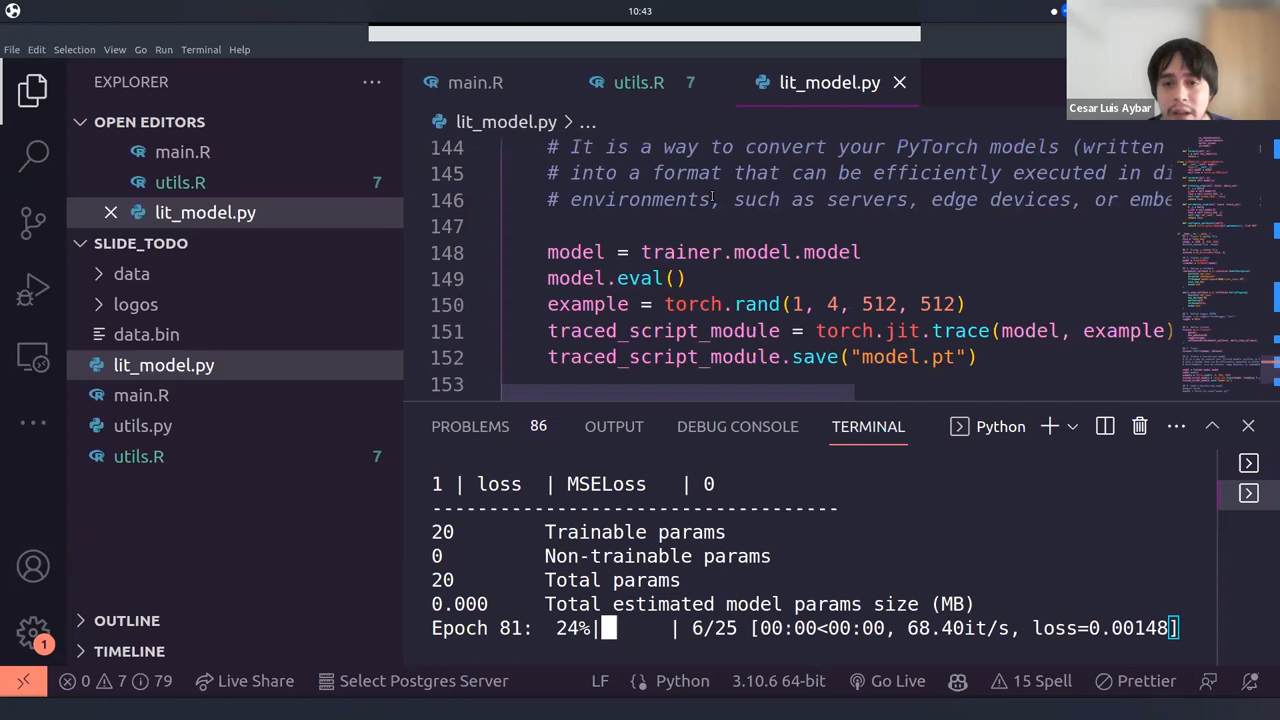 10:43
File Edit Selection View Go Run Terminal Help
Cesar Luis Aybar
EXPLORER
OPEN EDITORS
main.R
utils.R 7
lit_model.py
SLIDE_TODO
data
logos
data.bin
lit_model.py
main.R
utils.py
utils.R 7
OUTLINE
TIMELINE
1
main.R utils.R 7 lit_model.py
lit_model.py > ...
144 # It is a way to convert your PyTorch models (written
145 # into a format that can be efficiently executed in di
146 # environments, such as servers, edge devices, or embe
147
148 model = trainer.model.model
149 model.eval()
150 example = torch.rand(1, 4, 512, 512)
151 traced_script_module = torch.jit.trace(model, example)
152 traced_script_module.save("model.pt")
153
PROBLEMS 86 OUTPUT DEBUG CONSOLE TERMINAL Python
1 | loss | MSELoss | 0
-----------------------------------
20 Trainable params
0 Non-trainable params
20 Total params
0.000 Total estimated model params size (MB)
Epoch 81: 24%| | 6/25 [00:00<00:00, 68.40it/s, loss=0.00148]
0 7 79 Live Share Select Postgres Server LF Python 3.10.6 64-bit Go Live 15 Spell Prettier